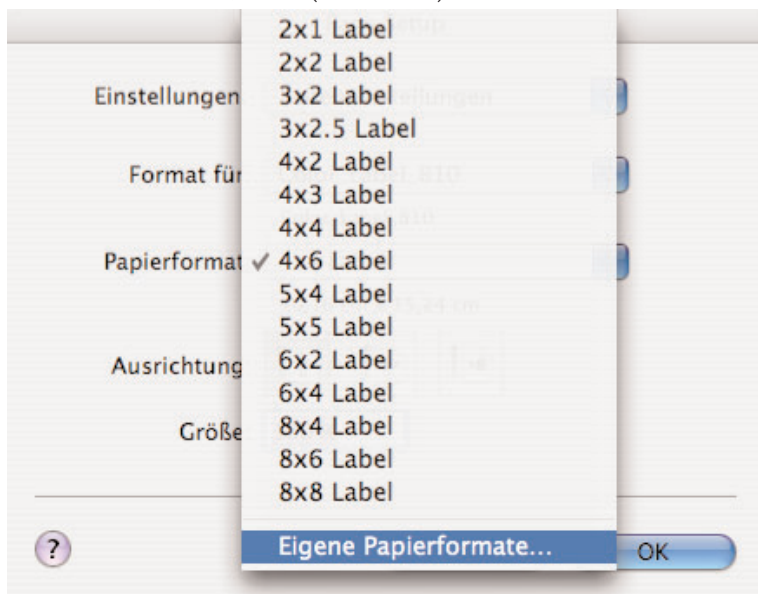 2x1 Label
2x2 Label
Einstellungen
3x2 Label
3x2.5 Label
Format für
4x2 Label
4x3 Label
4x4 Label
Papierformat ✓ 4x6 Label
5x4 Label
5x5 Label
Ausrichtung
6x2 Label
6x4 Label
Größe
8x4 Label
8x6 Label
8x8 Label
? Eigene Papierformate... OK